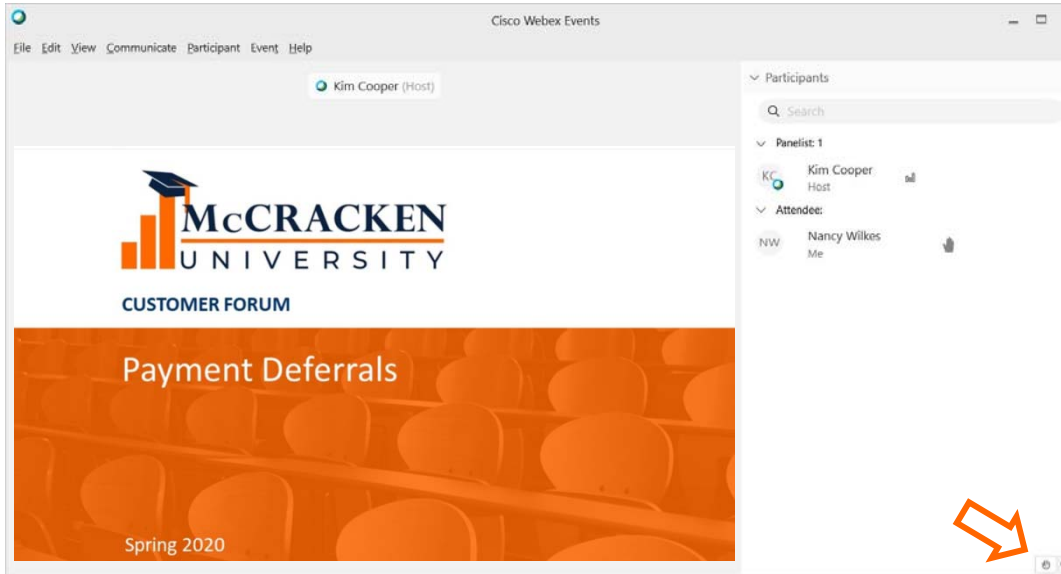 Cisco Webex Events
File Edit View Communicate Participant Event Help
Kim Cooper (Host)
McCRACKEN
UNIVERSITY
CUSTOMER FORUM
Payment Deferrals
Spring 2020
Participants
Search
Panelist: 1
KC
Kim Cooper
Host
Attendee:
NW
Nancy Wilkes
Me